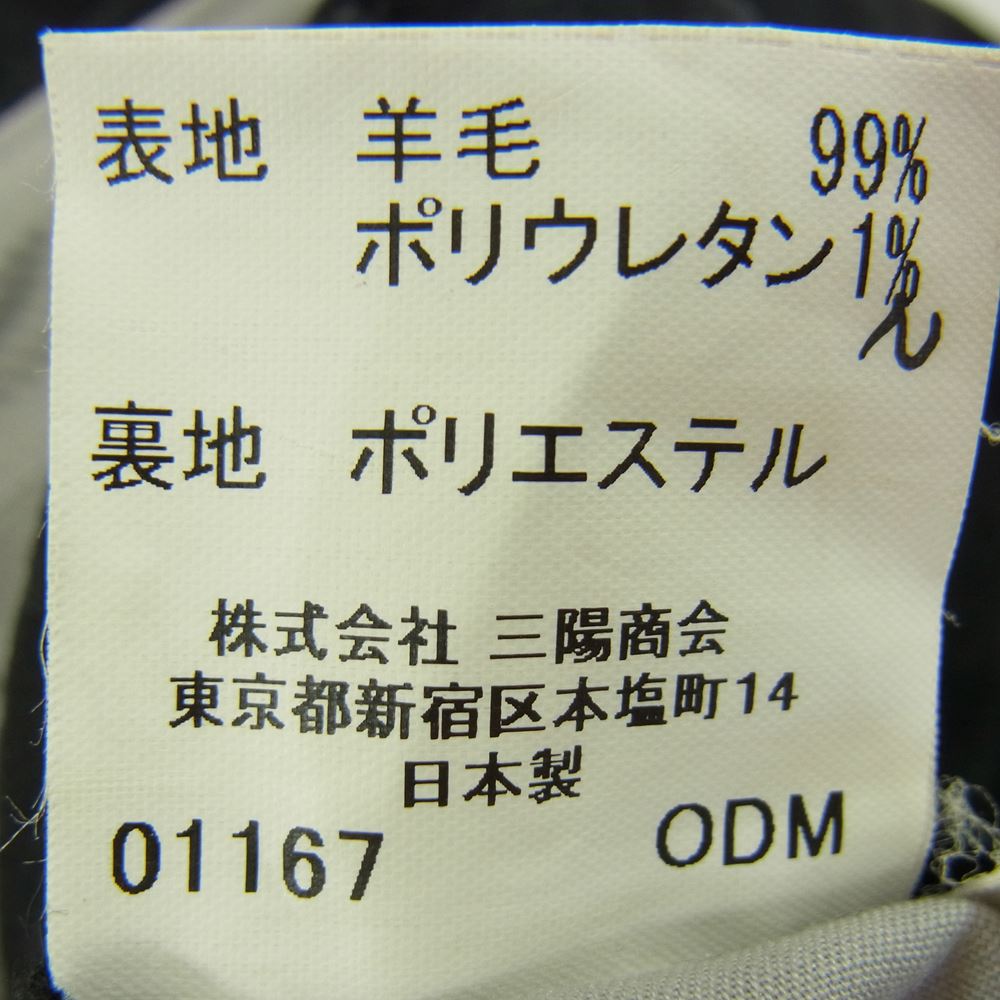 表地 羊毛 99%
ポリウレタン1%
ん
裏地 ポリエステル
株式会社 三陽商会
東京都新宿区本塩町14
日本製
01167 ODM